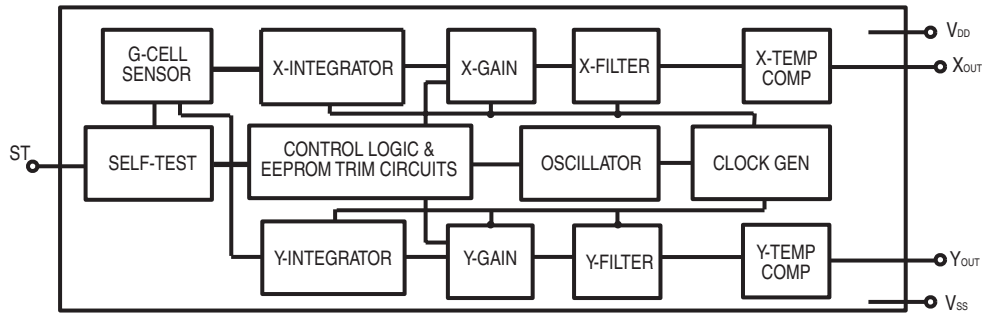 G-CELL
SENSOR
X-INTEGRATOR
X-GAIN
X-FILTER
X-TEMP
COMP
VDD
XOUT
ST
SELF-TEST
CONTROL LOGIC &
EEPROM TRIM CIRCUITS
OSCILLATOR
CLOCK GEN
Y-INTEGRATOR
Y-GAIN
Y-FILTER
Y-TEMP
COMP
YOUT
VSS